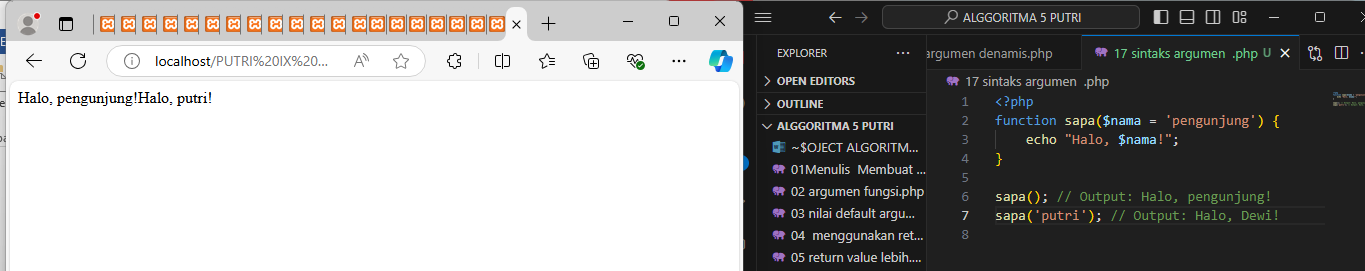 localhost/PUTRI%20IX%20...
Halo, pengunjung!Halo, putri!
ALGGORITMA 5 PUTRI
EXPLORER
OPEN EDITORS
OUTLINE
ALGGORITMA 5 PUTRI
~$OJECT ALGORITM...
01Menulis Membuat ...
02 argumen fungsi.php
03 nilai default argu...
04 menggunakan ret...
05 return value lebih....
argumen denamis.php
17 sintaks argumen .php U
17 sintaks argumen .php
1 <?php
2 function sapa($nama = 'pengunjung') {
3 echo "Halo, $nama!";
4 }
5
6 sapa(); // Output: Halo, pengunjung!
7 sapa('putri'); // Output: Halo, Dewi!
8